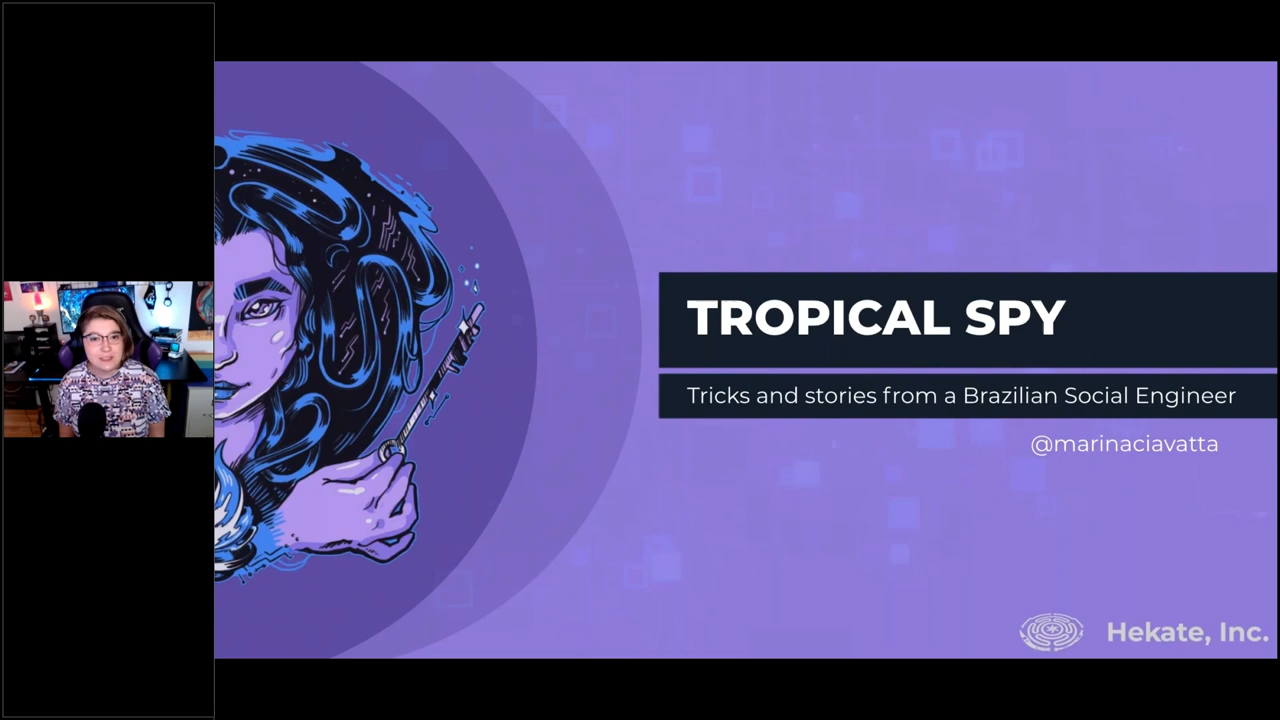 TROPICAL SPY
Tricks and stories from a Brazilian Social Engineer
@marinaciavatta
Hekate, Inc.